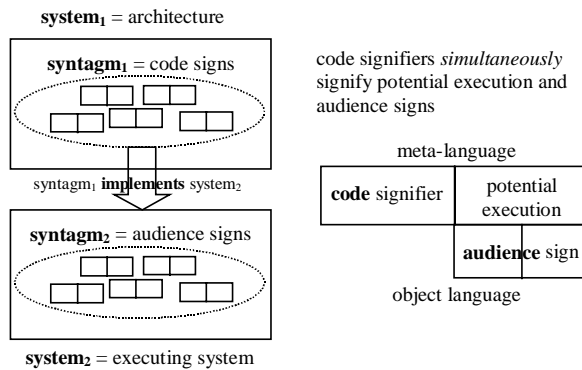 system₁ = architecture
syntagm₁ = code signs
syntagm₁ implements system₂
syntagm₂ = audience signs
system₂ = executing system
code signifiers simultaneously
signify potential execution and
audience signs
meta-language
code signifier
potential
execution
audience sign
object language